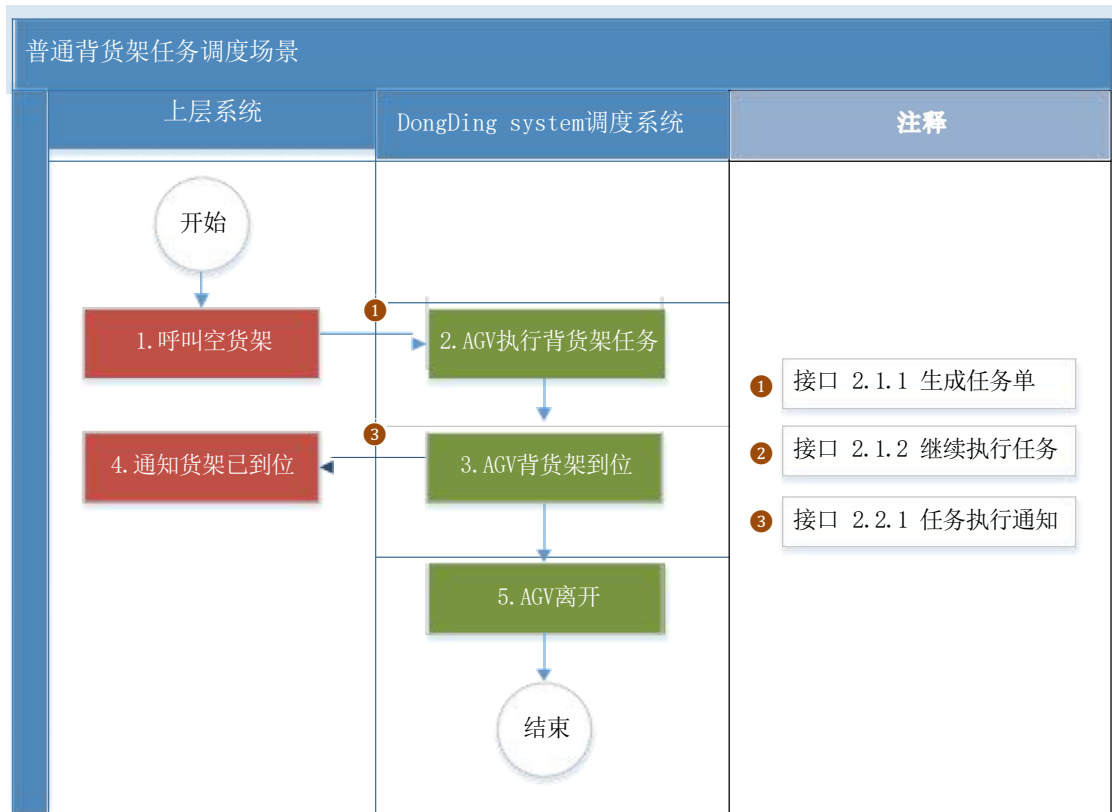 普通背货架任务调度场景
上层系统
DongDing system调度系统
注释
开始
1
1.呼叫空货架
2.AGV执行背货架任务
1 接口 2.1.1 生成任务单
3
4.通知货架已到位
3.AGV背货架到位
2 接口 2.1.2 继续执行任务
3 接口 2.2.1 任务执行通知
5.AGV离开
结束